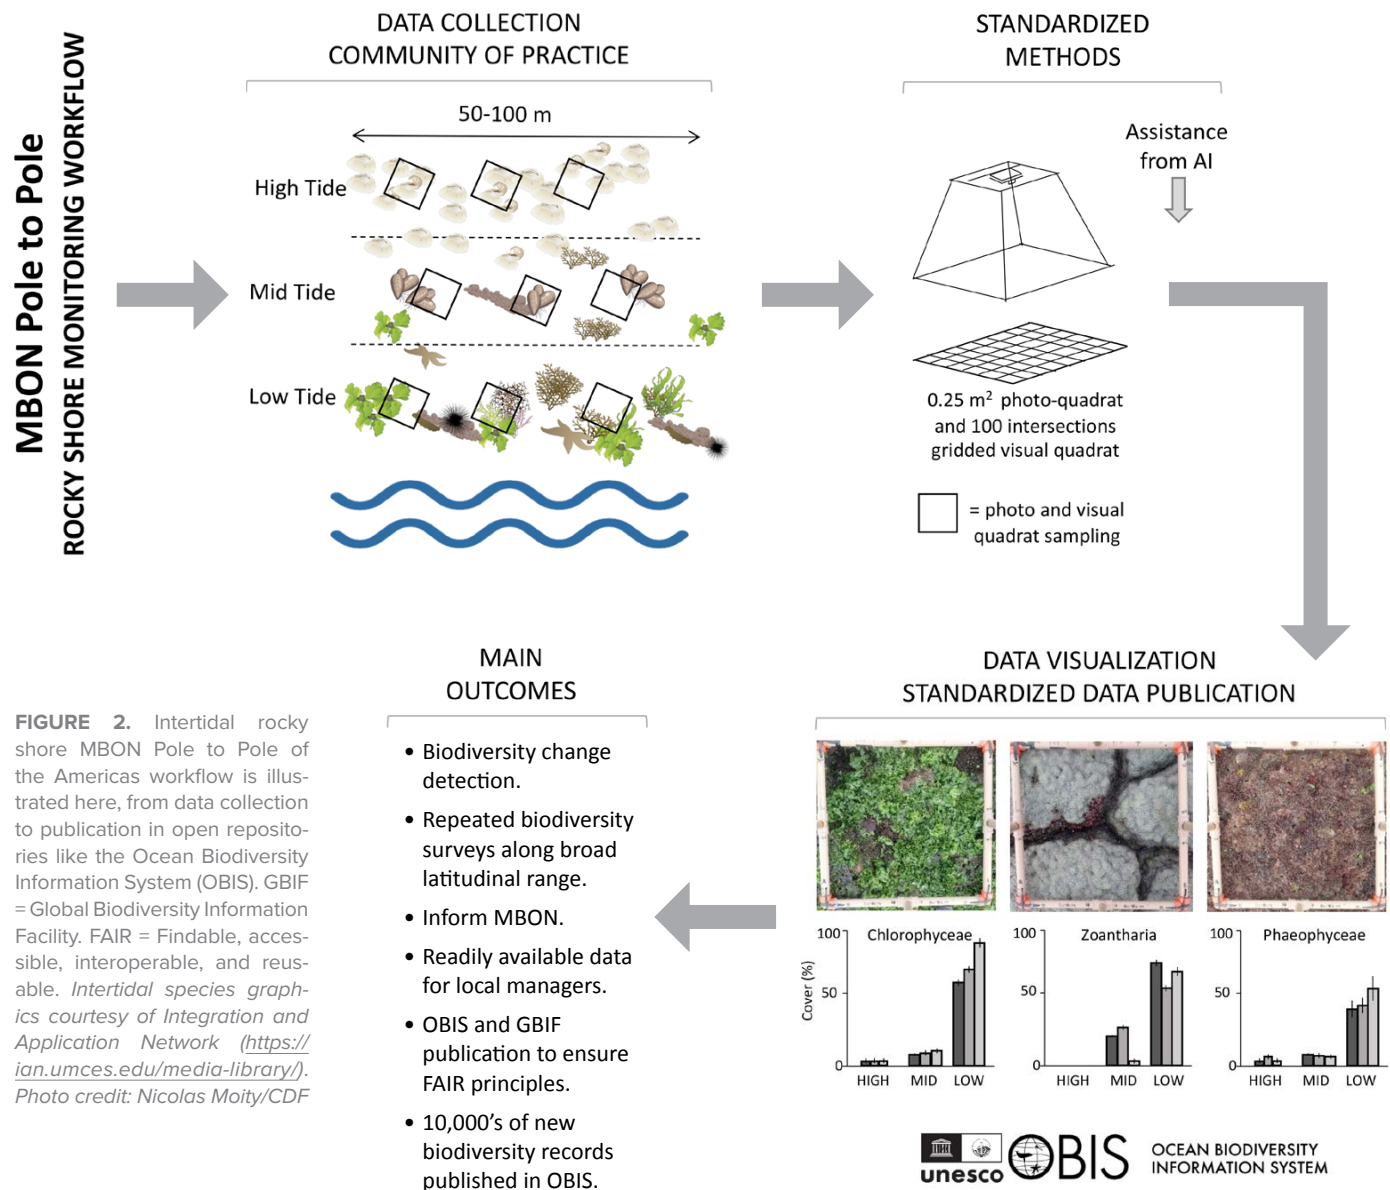 MBON Pole to Pole
ROCKY SHORE MONITORING WORKFLOW
DATA COLLECTION
COMMUNITY OF PRACTICE
50-100 m
High Tide
Mid Tide
Low Tide
STANDARDIZED
METHODS
Assistance
from AI
0.25 m² photo-quadrat
and 100 intersections
gridded visual quadrat
= photo and visual
quadrat sampling
DATA VISUALIZATION
STANDARDIZED DATA PUBLICATION
100
50
0
Cover (%)
Chlorophyceae
HIGH MID LOW
100
50
0
Zoantharia
HIGH MID LOW
100
50
0
Phaeophyceae
HIGH MID LOW
unesco
OBIS
OCEAN BIODIVERSITY
INFORMATION SYSTEM
MAIN
OUTCOMES
• Biodiversity change
detection.
• Repeated biodiversity
surveys along broad
latitudinal range.
• Inform MBON.
• Readily available data
for local managers.
• OBIS and GBIF
publication to ensure
FAIR principles.
• 10,000’s of new
biodiversity records
published in OBIS.
FIGURE 2. Intertidal rocky
shore MBON Pole to Pole of
the Americas workflow is illus-
trated here, from data collection
to publication in open reposito-
ries like the Ocean Biodiversity
Information System (OBIS). GBIF
= Global Biodiversity Information
Facility. FAIR = Findable, acces-
sible, interoperable, and reus-
able. Intertidal species graph-
ics courtesy of Integration and
Application Network (https://
ian.umces.edu/media-library/).
Photo credit: Nicolas Moity/CDF